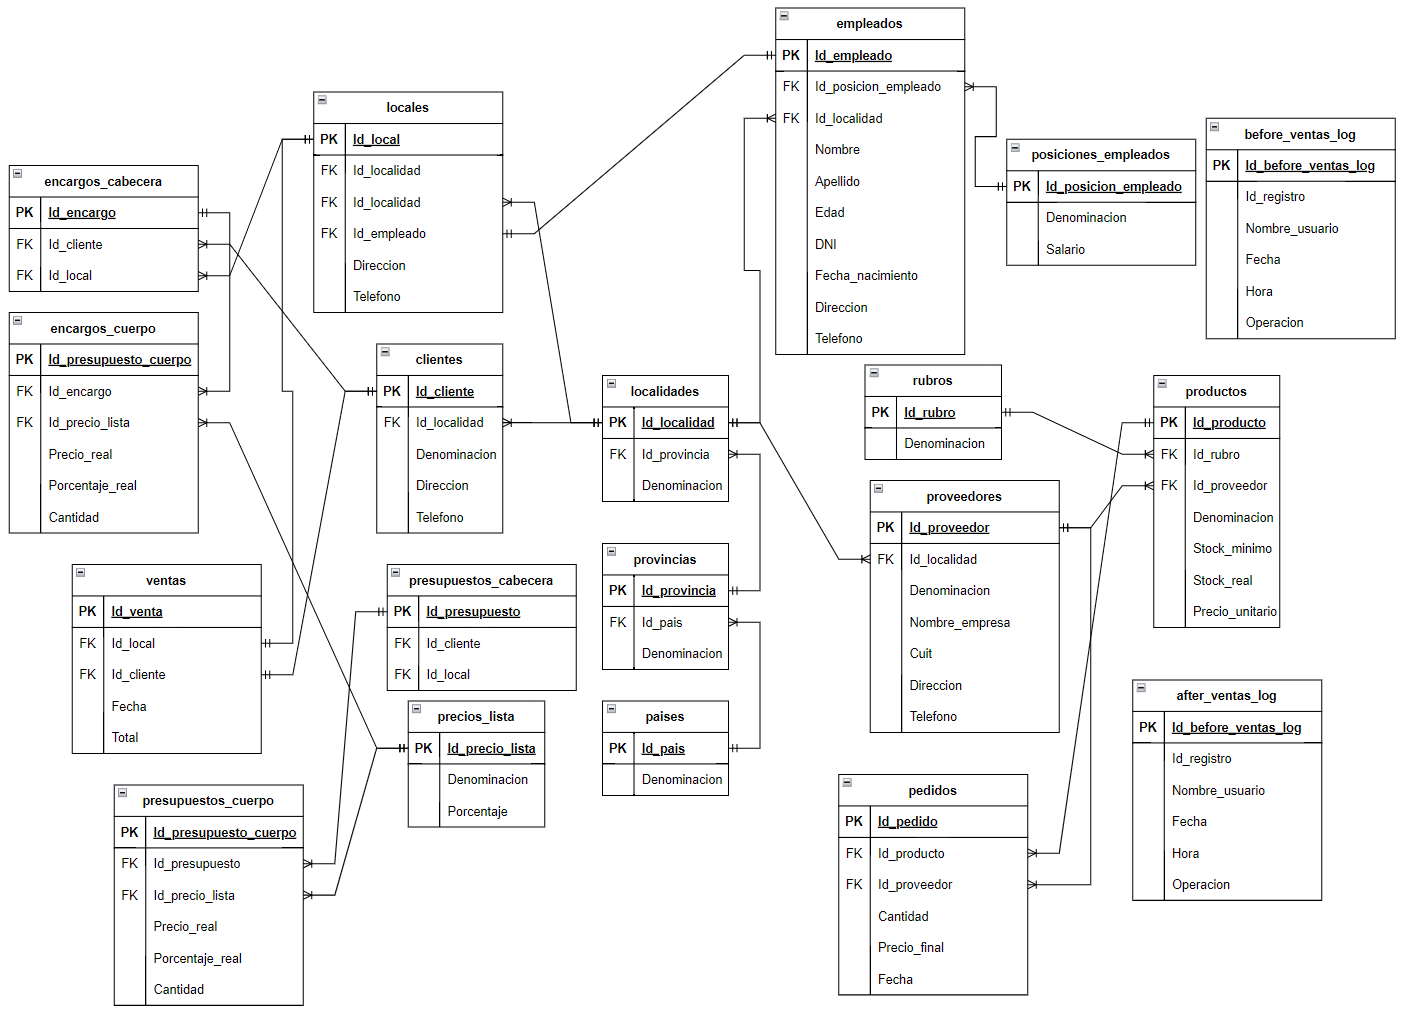 empleados
PK Id_empleado
FK Id_posicion_empleado
FK Id_localidad
Nombre
Apellido
Edad
DNI
Fecha_nacimiento
Direccion
Telefono
locales
PK Id_local
FK Id_localidad
FK Id_localidad
FK Id_empleado
Direccion
Telefono
before_ventas_log
PK Id_before_ventas_log
Id_registro
Nombre_usuario
Fecha
Hora
Operacion
posiciones_empleados
PK Id_posicion_empleado
Denominacion
Salario
encargos_cabecera
PK Id_encargo
FK Id_cliente
FK Id_local
encargos_cuerpo
PK Id_presupuesto_cuerpo
FK Id_encargo
FK Id_precio_lista
Precio_real
Porcentaje_real
Cantidad
clientes
PK Id_cliente
FK Id_localidad
Denominacion
Direccion
Telefono
localidades
PK Id_localidad
FK Id_provincia
Denominacion
rubros
PK Id_rubro
Denominacion
productos
PK Id_producto
FK Id_rubro
FK Id_proveedor
Denominacion
Stock_minimo
Stock_real
Precio_unitario
proveedores
PK Id_proveedor
FK Id_localidad
Denominacion
Nombre_empresa
Cuit
Direccion
Telefono
provincias
PK Id_provincia
FK Id_pais
Denominacion
ventas
PK Id_venta
FK Id_local
FK Id_cliente
Fecha
Total
presupuestos_cabecera
PK Id_presupuesto
FK Id_cliente
FK Id_local
precios_lista
PK Id_precio_lista
Denominacion
Porcentaje
paises
PK Id_pais
Denominacion
after_ventas_log
PK Id_before_ventas_log
Id_registro
Nombre_usuario
Fecha
Hora
Operacion
presupuestos_cuerpo
PK Id_presupuesto_cuerpo
FK Id_presupuesto
FK Id_precio_lista
Precio_real
Porcentaje_real
Cantidad
pedidos
PK Id_pedido
FK Id_producto
FK Id_proveedor
Cantidad
Precio_final
Fecha